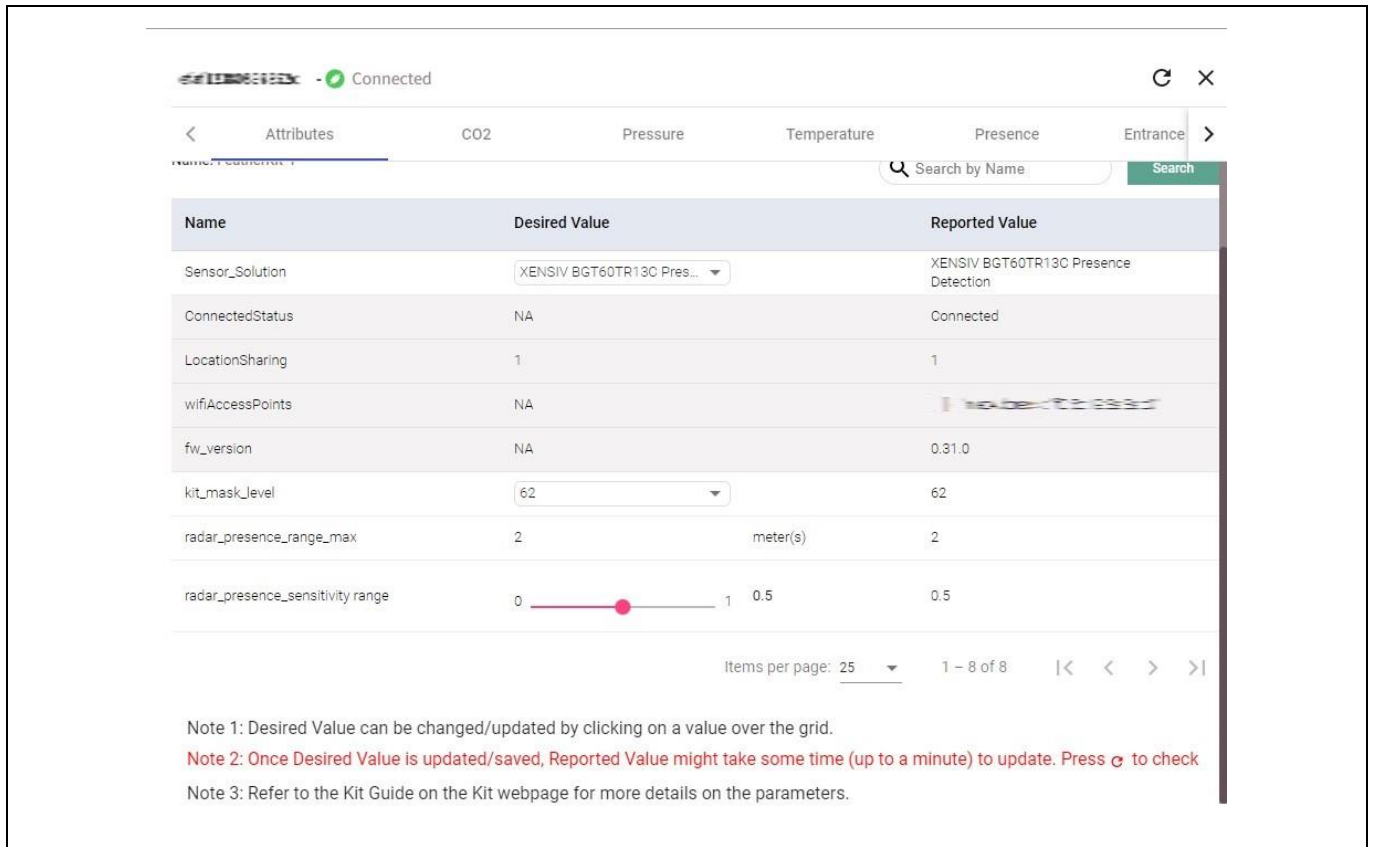 - Connected
Attributes CO2 Pressure Temperature Presence Entrance
Search by Name Search
Name Desired Value Reported Value
Sensor_Solution XENSIV BGT60TR13C Pres... XENSIV BGT60TR13C Presence
Detection
ConnectedStatus NA Connected
LocationSharing 1 1
wifiAccessPoints NA
fw_version NA 0.31.0
kit_mask_level 62 62
radar_presence_range_max 2 meter(s) 2
radar_presence_sensitivity range 0 1 0.5 0.5
Items per page: 25 1 – 8 of 8
Note 1: Desired Value can be changed/updated by clicking on a value over the grid.
Note 2: Once Desired Value is updated/saved, Reported Value might take some time (up to a minute) to update. Press to check
Note 3: Refer to the Kit Guide on the Kit webpage for more details on the parameters.